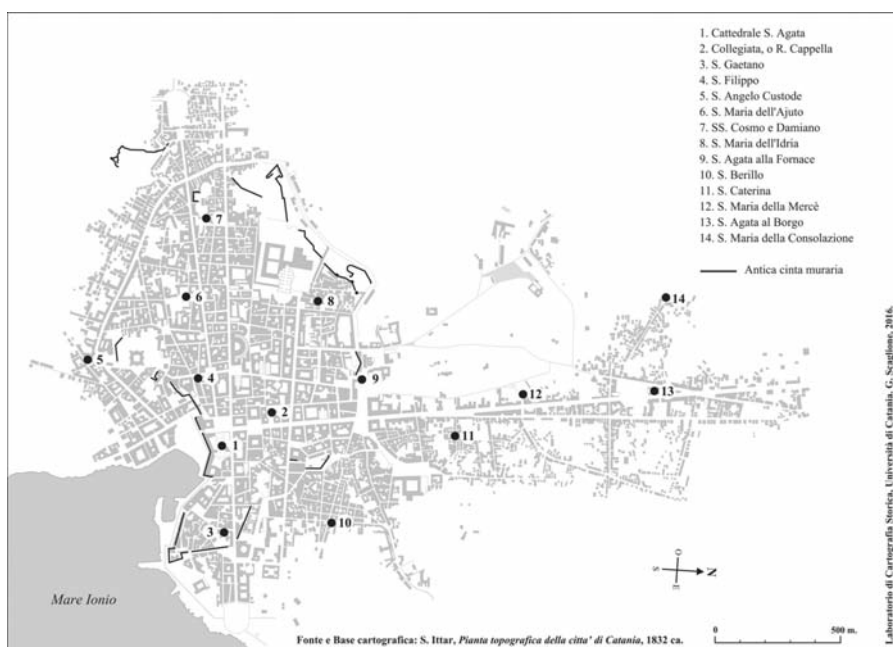 1. Cattedrale S. Agata
2. Collegiata, o R. Cappella
3. S. Gaetano
4. S. Filippo
5. S. Angelo Custode
6. S. Maria dell'Ajuto
7. SS. Cosmo e Damiano
8. S. Maria dell'Idria
9. S. Agata alla Fornace
10. S. Berillo
11. S. Caterina
12. S. Maria della Mercè
13. S. Agata al Borgo
14. S. Maria della Consolazione
Antica cinta muraria
7
6
8
14
5
4
9
12
13
2
11
1
3
10
O
S
N
E
Mare Ionio
Fonte e Base cartografica: S. Ittar, Pianta topografica della citta' di Catania, 1832 ca.
0
500 m.
Laboratorio di Cartografia Storica, Università di Catania, G. Scaglione, 2016.